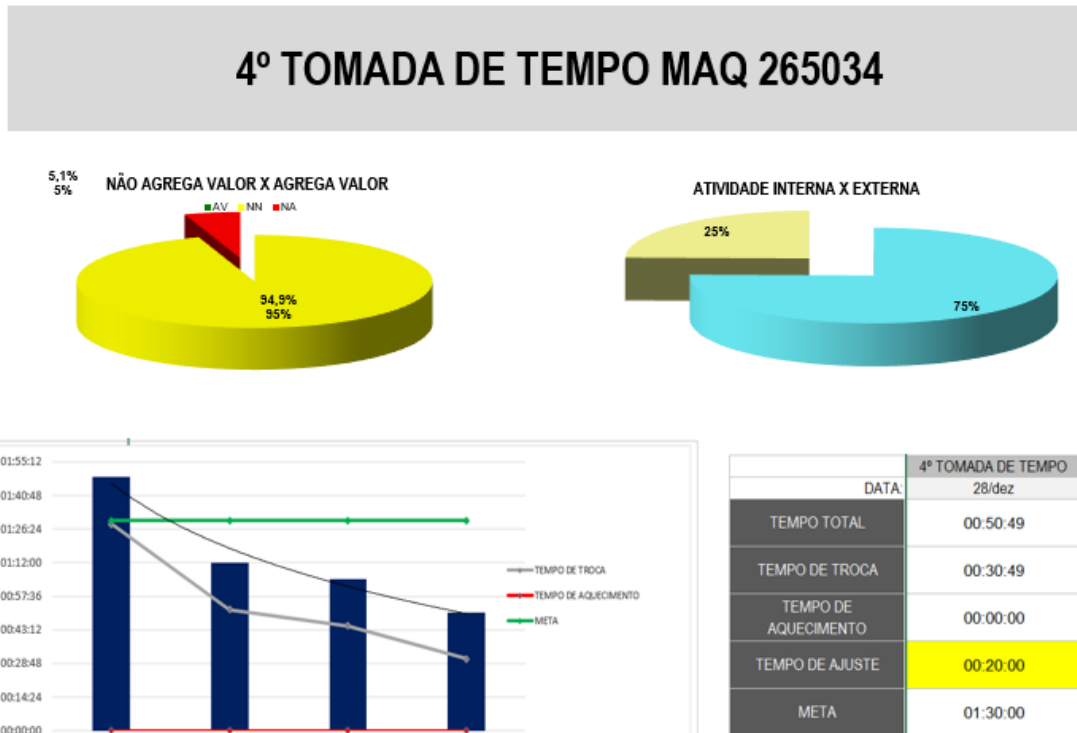 4º TOMADA DE TEMPO MAQ 265034
5,1%
5%
NÃO AGREGA VALOR X AGREGA VALOR
AV NN NA
94,9%
95%
ATIVIDADE INTERNA X EXTERNA
25%
75%
01:55:12
01:40:48
01:26:24
01:12:00
00:57:36
00:43:12
00:28:48
00:14:24
00:00:00
TEMPO DE TROCA
TEMPO DE AQUECIMENTO
META
4º TOMADA DE TEMPO
DATA: 28/dez
TEMPO TOTAL 00:50:49
TEMPO DE TROCA 00:30:49
TEMPO DE
AQUECIMENTO 00:00:00
TEMPO DE AJUSTE 00:20:00
META 01:30:00